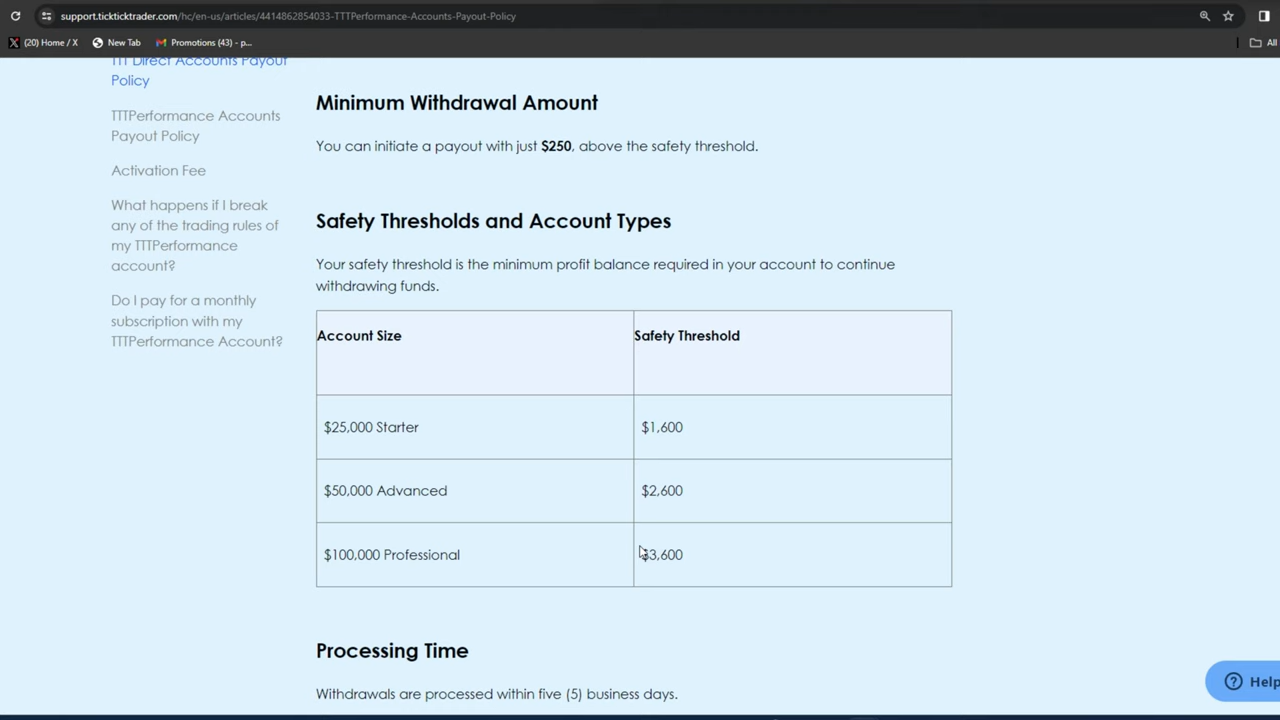 support.tickticktrader.com/hc/en-us/articles/4414862854033-TTTPerformance-Accounts-Payout-Policy
(20) Home / X
New Tab
Promotions (43) - p...
All
TTT Direct Accounts Payout
Policy
TTTPerformance Accounts
Payout Policy
Activation Fee
What happens if I break
any of the trading rules of
my TTTPerformance
account?
Do I pay for a monthly
subscription with my
TTTPerformance Account?
Minimum Withdrawal Amount
You can initiate a payout with just $250, above the safety threshold.
Safety Thresholds and Account Types
Your safety threshold is the minimum profit balance required in your account to continue
withdrawing funds.
Account Size
Safety Threshold
$25,000 Starter
$1,600
$50,000 Advanced
$2,600
$100,000 Professional
$3,600
Processing Time
Withdrawals are processed within five (5) business days.
Help